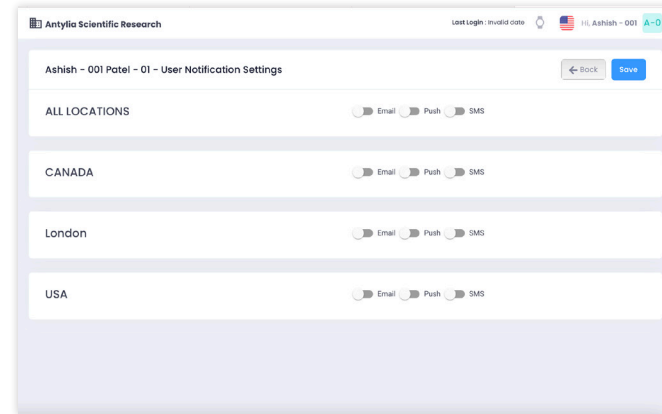 Antylia Scientific Research
Last Login : Invalid date
Hi, Ashish - 001
A-0
Ashish - 001 Patel - 01 - User Notification Settings
Back
Save
ALL LOCATIONS
Email Push SMS
CANADA
Email Push SMS
London
Email Push SMS
USA
Email Push SMS